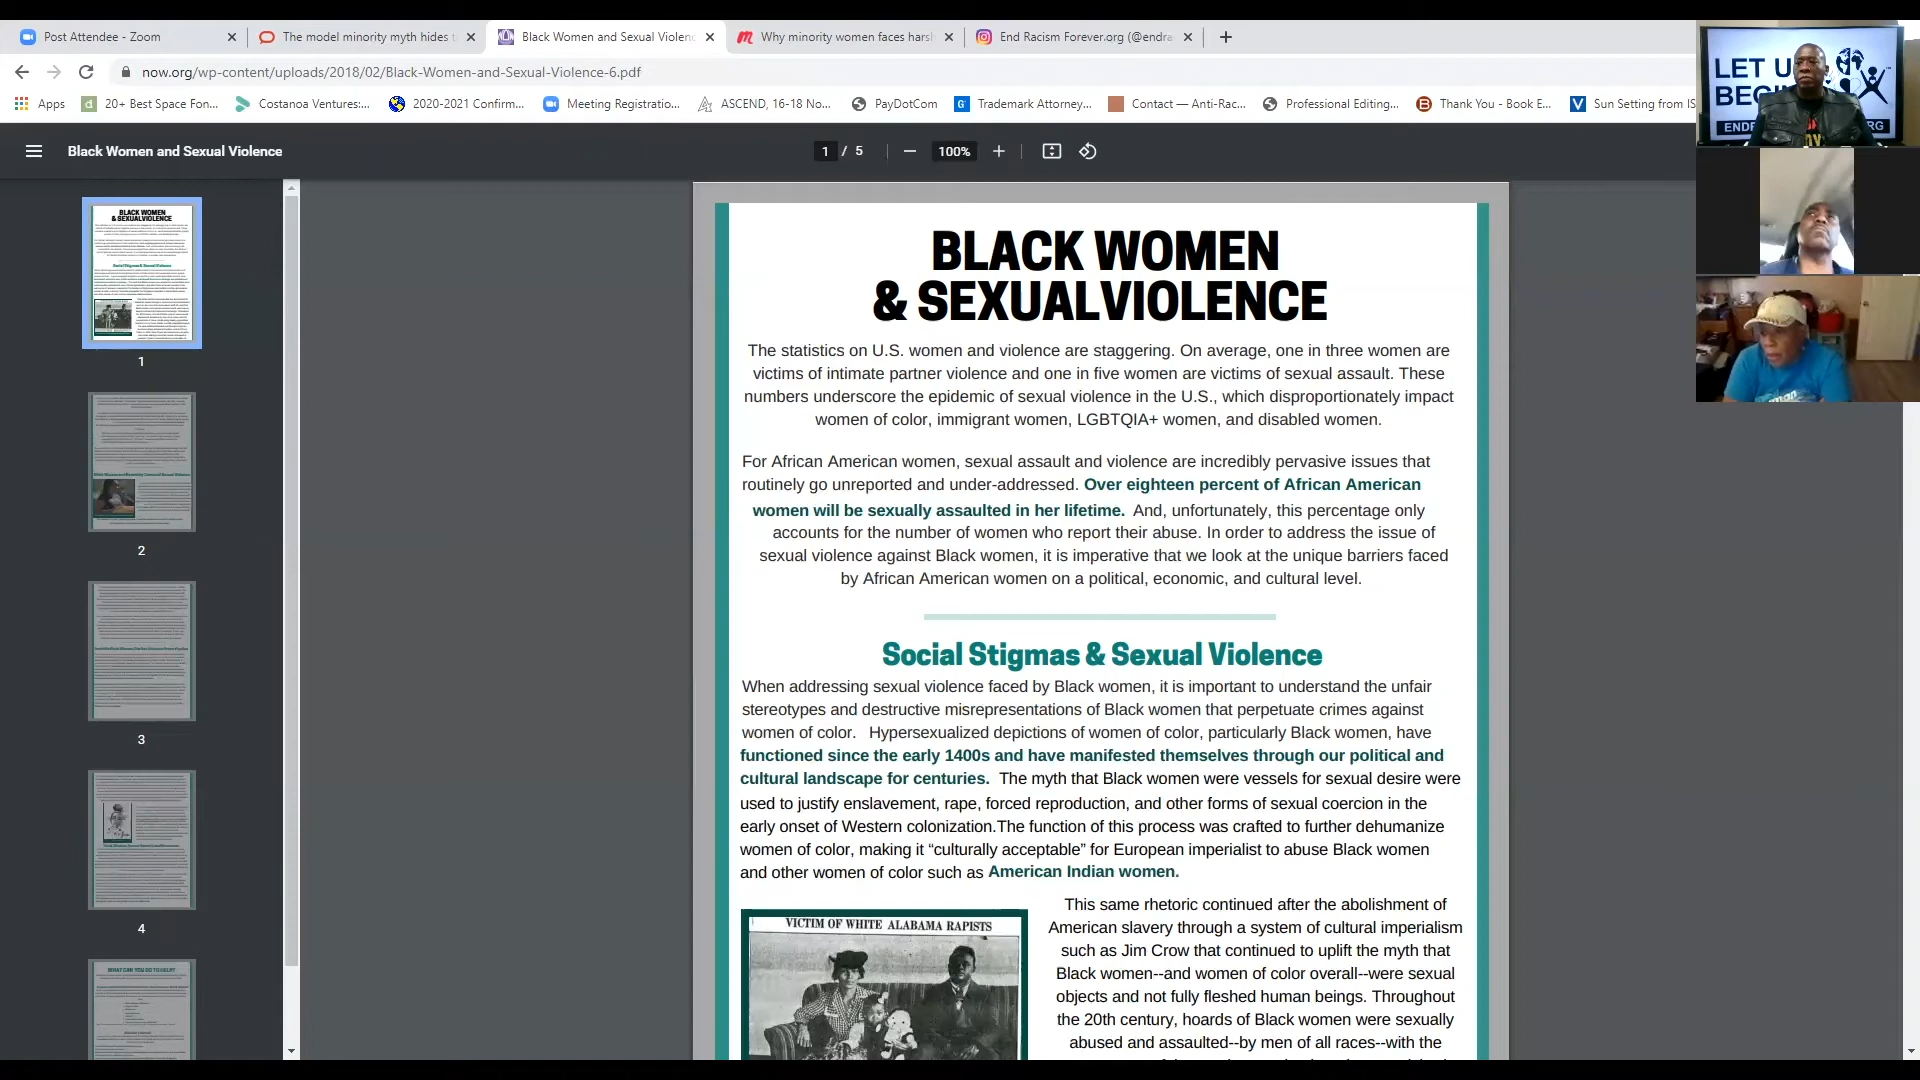 Post Attendee - Zoom
The model minority myth hides t
Black Women and Sexual Violenc
Why minority women faces harsh
End Racism Forever.org (@endra
now.org/wp-content/uploads/2018/02/Black-Women-and-Sexual-Violence-6.pdf
Apps
20+ Best Space Fon...
Costanoa Ventures:...
2020-2021 Confirm...
Meeting Registratio...
ASCEND, 16-18 No...
PayDotCom
Trademark Attorney...
Contact — Anti-Rac...
Professional Editing...
Thank You - Book E...
Sun Setting from IS
Black Women and Sexual Violence
1 / 5
100%
LET U
BEGI
ENDR
RG
BLACK WOMEN
& SEXUALVIOLENCE
Social Stigmas & Sexual Violence
1
2
3
4
WHAT CAN YOU DO TO HELP?
BLACK WOMEN
& SEXUALVIOLENCE
The statistics on U.S. women and violence are staggering. On average, one in three women are
victims of intimate partner violence and one in five women are victims of sexual assault. These
numbers underscore the epidemic of sexual violence in the U.S., which disproportionately impact
women of color, immigrant women, LGBTQIA+ women, and disabled women.
For African American women, sexual assault and violence are incredibly pervasive issues that
routinely go unreported and under-addressed. Over eighteen percent of African American
women will be sexually assaulted in her lifetime. And, unfortunately, this percentage only
accounts for the number of women who report their abuse. In order to address the issue of
sexual violence against Black women, it is imperative that we look at the unique barriers faced
by African American women on a political, economic, and cultural level.
Social Stigmas & Sexual Violence
When addressing sexual violence faced by Black women, it is important to understand the unfair
stereotypes and destructive misrepresentations of Black women that perpetuate crimes against
women of color. Hypersexualized depictions of women of color, particularly Black women, have
functioned since the early 1400s and have manifested themselves through our political and
cultural landscape for centuries. The myth that Black women were vessels for sexual desire were
used to justify enslavement, rape, forced reproduction, and other forms of sexual coercion in the
early onset of Western colonization.The function of this process was crafted to further dehumanize
women of color, making it “culturally acceptable” for European imperialist to abuse Black women
and other women of color such as American Indian women.
VICTIM OF WHITE ALABAMA RAPISTS
This same rhetoric continued after the abolishment of
American slavery through a system of cultural imperialism
such as Jim Crow that continued to uplift the myth that
Black women--and women of color overall--were sexual
objects and not fully fleshed human beings. Throughout
the 20th century, hoards of Black women were sexually
abused and assaulted--by men of all races--with the